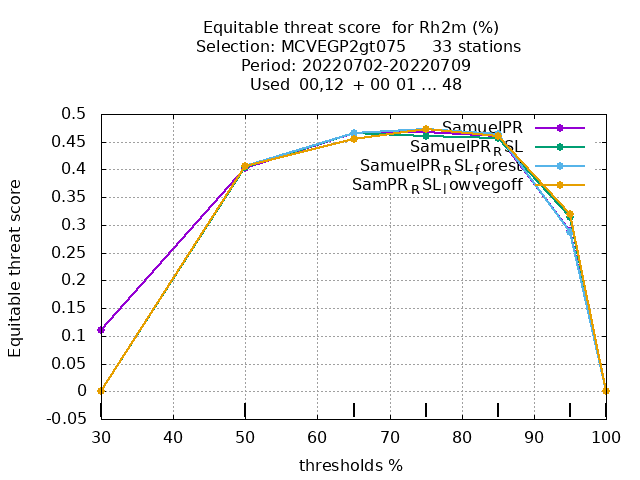 Equitable threat score for Rh2m (%)
Selection: MCVEGP2gt075 33 stations
Period: 20220702-20220709
Used 00,12 + 00 01 ... 48
0.5
0.45
0.4
0.35
0.3
0.25
0.2
0.15
0.1
0.05
0
-0.05
30 40 50 60 70 80 90 100
Equitable threat score
thresholds %
SamuelPR
SamuelPR_RSL
SamuelPR_RSL_forest
SamPR_RSL_lowvegoff